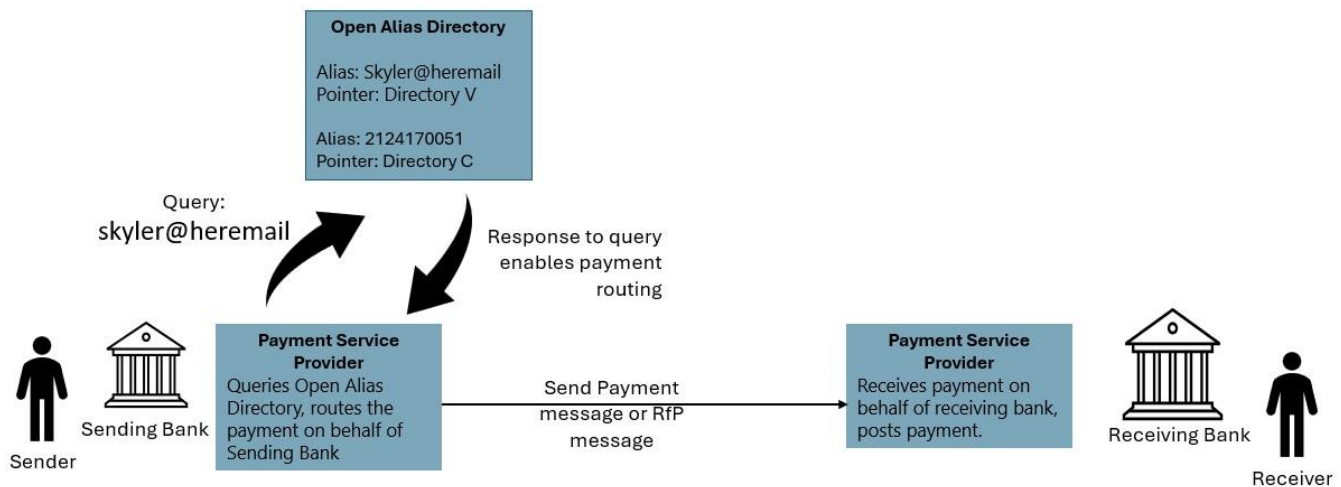 Open Alias Directory
Alias: Skyler@heremail
Pointer: Directory V
Alias: 2124170051
Pointer: Directory C
Query:
skyler@heremail
Response to query
enables payment
routing
Sender
Sending Bank
Payment Service
Provider
Queries Open Alias
Directory, routes the
payment on behalf of
Sending Bank
Send Payment
message or RfP
message
Payment Service
Provider
Receives payment on
behalf of receiving bank,
posts payment.
Receiving Bank
Receiver